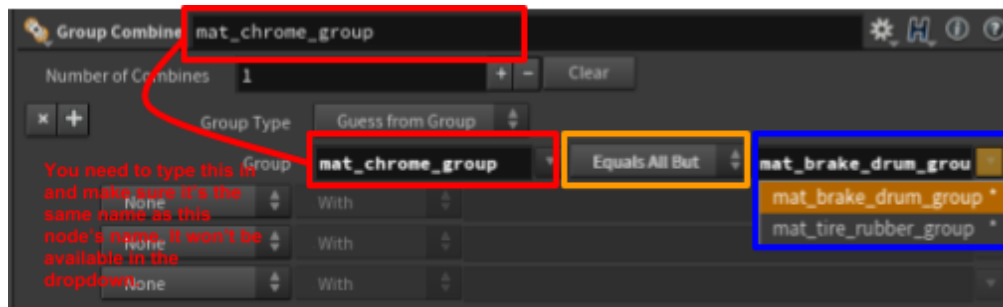 Group Combine mat_chrome_group
Number of Combines 1 + - Clear
Group Type Guess from Group
Group mat_chrome_group Equals All But mat_brake_drum_grou
mat_brake_drum_group *
mat_tire_rubber_group *
You need to type this in
and make sure it's the
same name as this
node's name. It won't be
available in the
dropdown.
None With
None With
None With